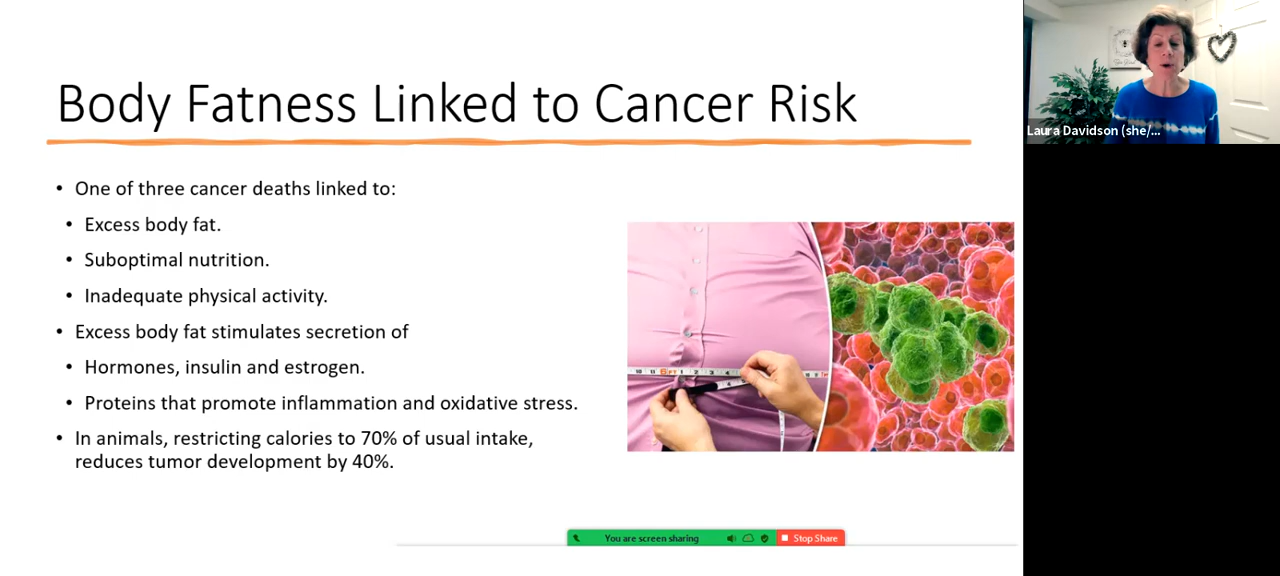 Body Fatness Linked to Cancer Risk
• One of three cancer deaths linked to:
• Excess body fat.
• Suboptimal nutrition.
• Inadequate physical activity.
• Excess body fat stimulates secretion of
• Hormones, insulin and estrogen.
• Proteins that promote inflammation and oxidative stress.
• In animals, restricting calories to 70% of usual intake,
reduces tumor development by 40%.
Laura Davidson (she/...
You are screen sharing
Stop Share